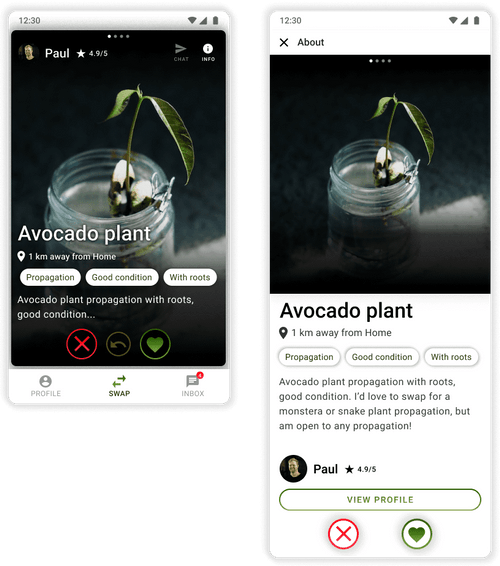 12:30
Paul ★ 4.9/5
CHAT
INFO
Avocado plant
1 km away from Home
Propagation
Good condition
With roots
Avocado plant propagation with roots,
good condition...
PROFILE
SWAP
INBOX
4
12:30
About
Avocado plant
1 km away from Home
Propagation
Good condition
With roots
Avocado plant propagation with roots,
good condition. I'd love to swap for a
monstera or snake plant propagation, but
am open to any propagation!
Paul ★ 4.9/5
VIEW PROFILE